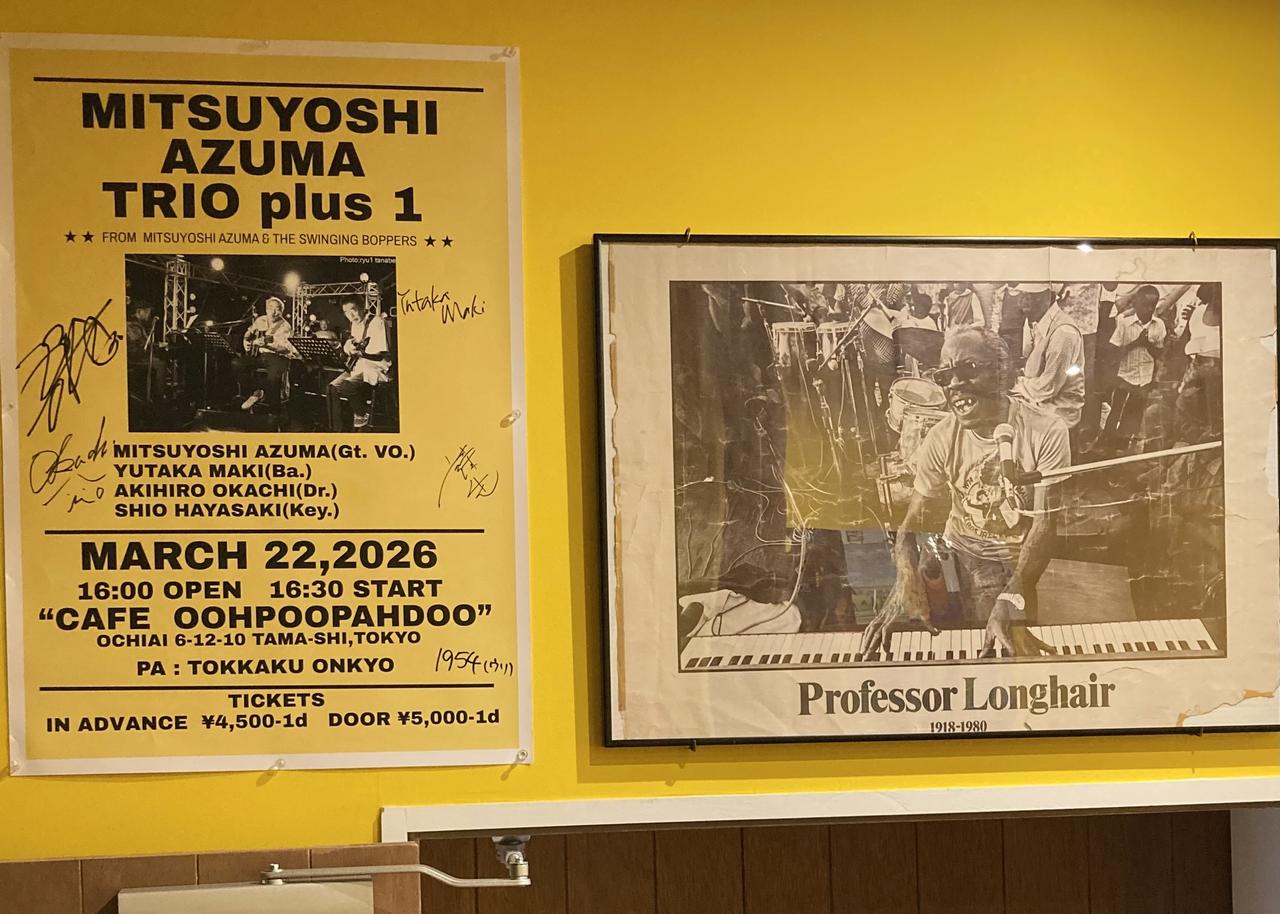 MITSUYOSHI
AZUMA
TRIO plus 1
★★ FROM MITSUYOSHI AZUMA & THE SWINGING BOPPERS ★★
Photo:ryu1 tanabe
Yutaka Maki
Okachi
MITSUYOSHI AZUMA(Gt. VO.)
YUTAKA MAKI(Ba.)
AKIHIRO OKACHI(Dr.)
SHIO HAYASAKI(Key.)
MARCH 22,2026
16:00 OPEN 16:30 START
“CAFE OOHPOOPAHDOO”
OCHIAI 6-12-10 TAMA-SHI,TOKYO
PA : TOKKAKU ONKYO
1954
TICKETS
IN ADVANCE ¥4,500-1d DOOR ¥5,000-1d
Professor Longhair
1918-1980